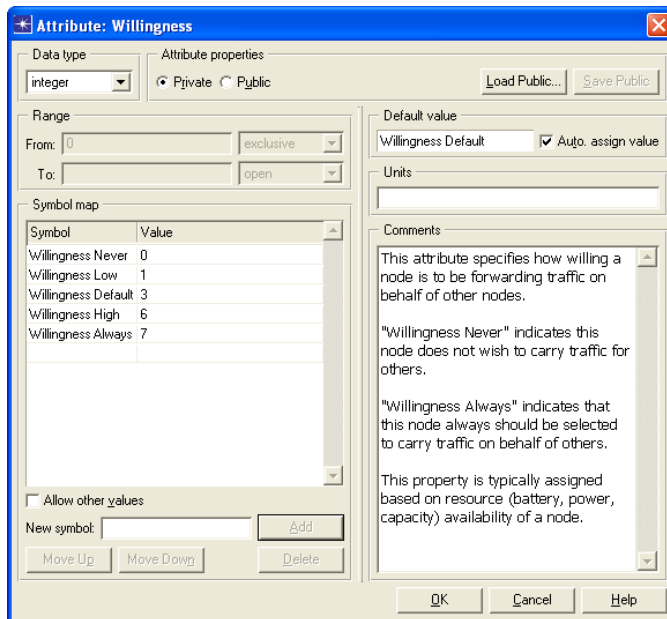 Attribute: Willingness
Data type
integer
Attribute properties
Private Public
Load Public... Save Public
Range
From: 0 exclusive
To: open
Symbol map
Symbol Value
Willingness Never 0
Willingness Low 1
Willingness Default 3
Willingness High 6
Willingness Always 7
Allow other values
New symbol: Add
Move Up Move Down Delete
Default value
Willingness Default Auto. assign value
Units
Comments
This attribute specifies how willing a
node is to be forwarding traffic on
behalf of other nodes.
"Willingness Never" indicates this
node does not wish to carry traffic for
others.
"Willingness Always" indicates that
this node always should be selected
to carry traffic on behalf of others.
This property is typically assigned
based on resource (battery, power,
capacity) availability of a node.
OK Cancel Help